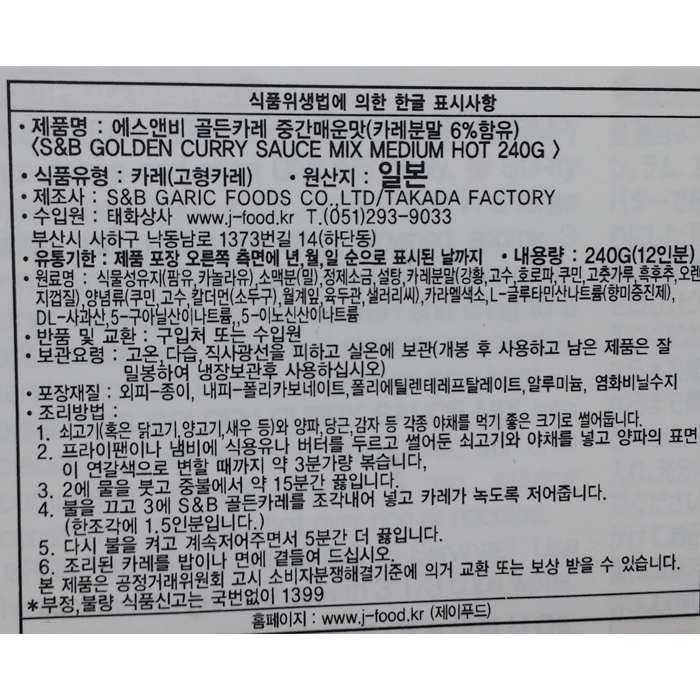 식품위생법에 의한 한글 표시사항
• 제품명 : 에스앤비 골든카레 중간매운맛(카레분말 6%함유)
〈S&B GOLDEN CURRY SAUCE MIX MEDIUM HOT 240G 〉
• 식품유형 : 카레(고형카레) • 원산지 : 일본
• 제조사 : S&B GARIC FOODS CO.,LTD/TAKADA FACTORY
• 수입원 : 태화상사 www.j-food.kr T.(051)293-9033
부산시 사하구 낙동남로 1373번길 14(하단동)
• 유통기한 : 제품 포장 오른쪽 측면에 년,월,일 순으로 표시된 날까지 • 내용량 : 240G(12인분)
• 원료명 : 식물성유지(팜유,카놀라유),소맥분(밀),정제소금,설탕,카레분말(강황,고수,호로파,쿠민,고춧가루,흑후추,오렌
지껍질),양념류(쿠민,고수 칼더먼(소두구),월계잎,육두관,샐러리씨),카라멜색소,L-글루타민산나트륨(향미증진제),
DL-사과산,5-구아닐산이나트륨,,5-이노신산이나트륨
• 반품 및 교환 : 구입처 또는 수입원
• 보관요령 : 고온 다습,직사광선을 피하고 실온에 보관(개봉 후 사용하고 남은 제품은 잘
밀봉하여 냉장보관후 사용하십시오)
• 포장재질 : 외피-종이, 내피-폴리카보네이트,폴리에틸렌테레프탈레이트,알루미늄, 염화비닐수지
• 조리방법 :
1. 쇠고기(혹은 닭고기,양고기,새우 등)와 양파,당근,감자 등 각종 야채를 먹기 좋은 크기로 썰어둡니다.
2. 프라이팬이나 냄비에 식용유나 버터를 두르고 썰어둔 쇠고기와 야채를 넣고 양파의 표면
이 연갈색으로 변할 때까지 약 3분가량 볶습니다,
3. 2에 물을 붓고 중불에서 약 15분간 끓입니다.
4. 불을 끄고 3에 S&B 골든카레를 조각내어 넣고 카레가 녹도록 저어줍니다.
(한조각에 1.5인분입니다.)
5. 다시 불을 켜고 계속저어주면서 5분간 더 끓입니다.
6. 조리된 카레를 밥이나 면에 곁들여 드십시오.
본 제품은 공정거래위원회 고시 소비자분쟁해결기준에 의거 교환 또는 보상 받을 수 있습니다.
*부정,불량 식품신고는 국번없이 1399
홈페이지 : www.j-food.kr (제이푸드)